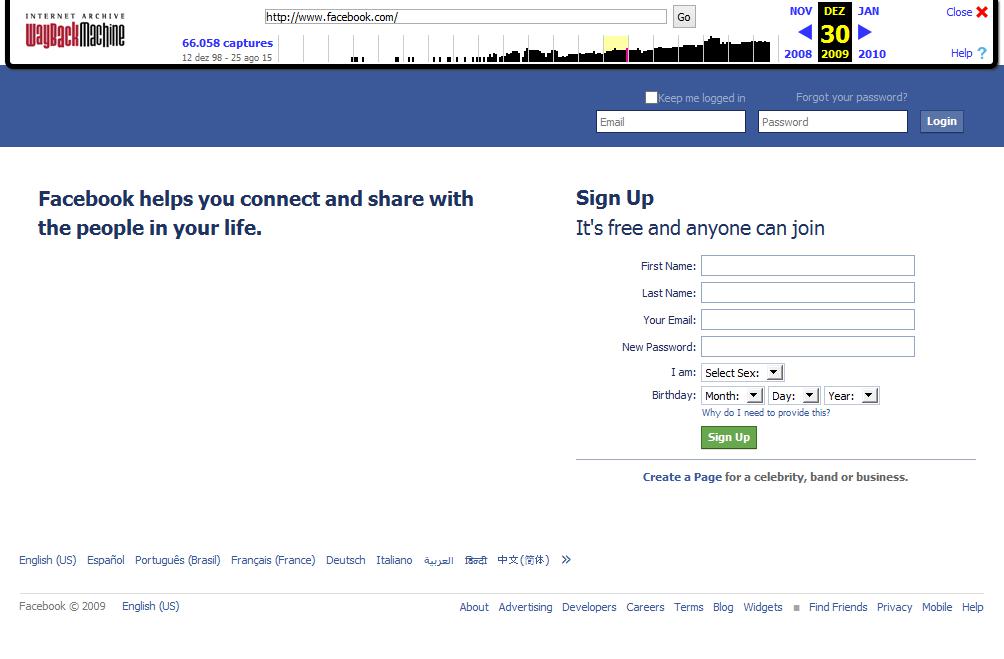 INTERNET ARCHIVE
WayBackMachine
http://www.facebook.com/
Go
66.058 captures
12 dez 98 - 25 ago 15
NOV DEZ JAN
30
2008 2009 2010
Close
Help ?
Keep me logged in
Forgot your password?
Email
Password
Login
Facebook helps you connect and share with
the people in your life.
Sign Up
It's free and anyone can join
First Name:
Last Name:
Your Email:
New Password:
I am: Select Sex:
Birthday: Month: Day: Year:
Why do I need to provide this?
Sign Up
Create a Page for a celebrity, band or business.
English (US) Español Português (Brasil) Français (France) Deutsch Italiano العربية हिन्दी 中文(简体) »
Facebook © 2009 English (US)
About Advertising Developers Careers Terms Blog Widgets ▪ Find Friends Privacy Mobile Help